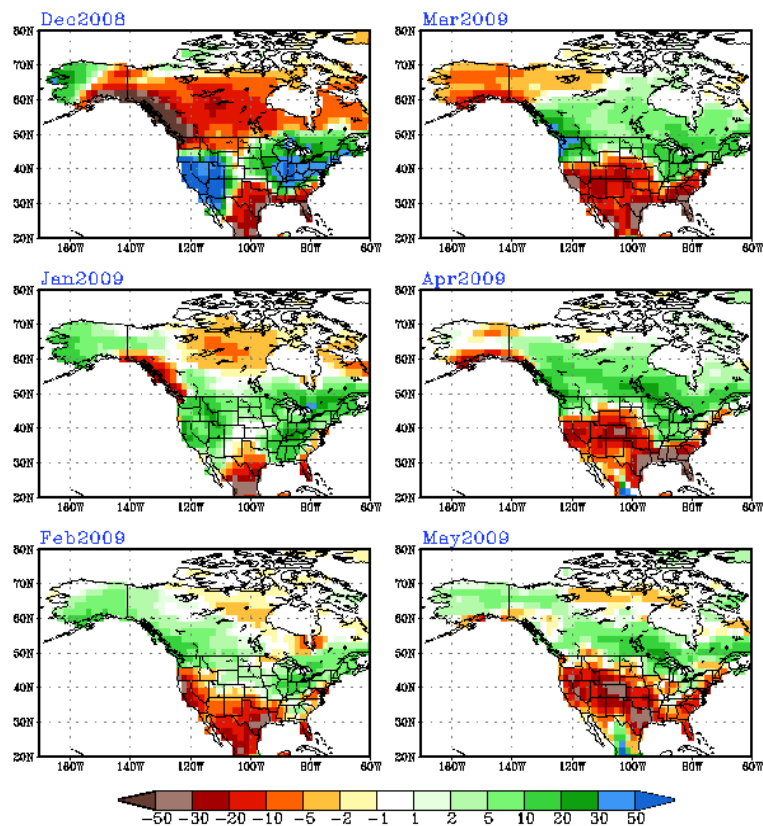 Dec2008
Mar2009
80N
70N
60N
50N
40N
30N
20N
160W 140W 120W 100W 80W 60W
80N
70N
60N
50N
40N
30N
20N
160W 140W 120W 100W 80W 60W
Jan2009
Apr2009
80N
70N
60N
50N
40N
30N
20N
160W 140W 120W 100W 80W 60W
80N
70N
60N
50N
40N
30N
20N
160W 140W 120W 100W 80W 60W
Feb2009
May2009
80N
70N
60N
50N
40N
30N
20N
160W 140W 120W 100W 80W 60W
80N
70N
60N
50N
40N
30N
20N
160W 140W 120W 100W 80W 60W
-50 -30 -20 -10 -5 -2 -1 1 2 5 10 20 30 50